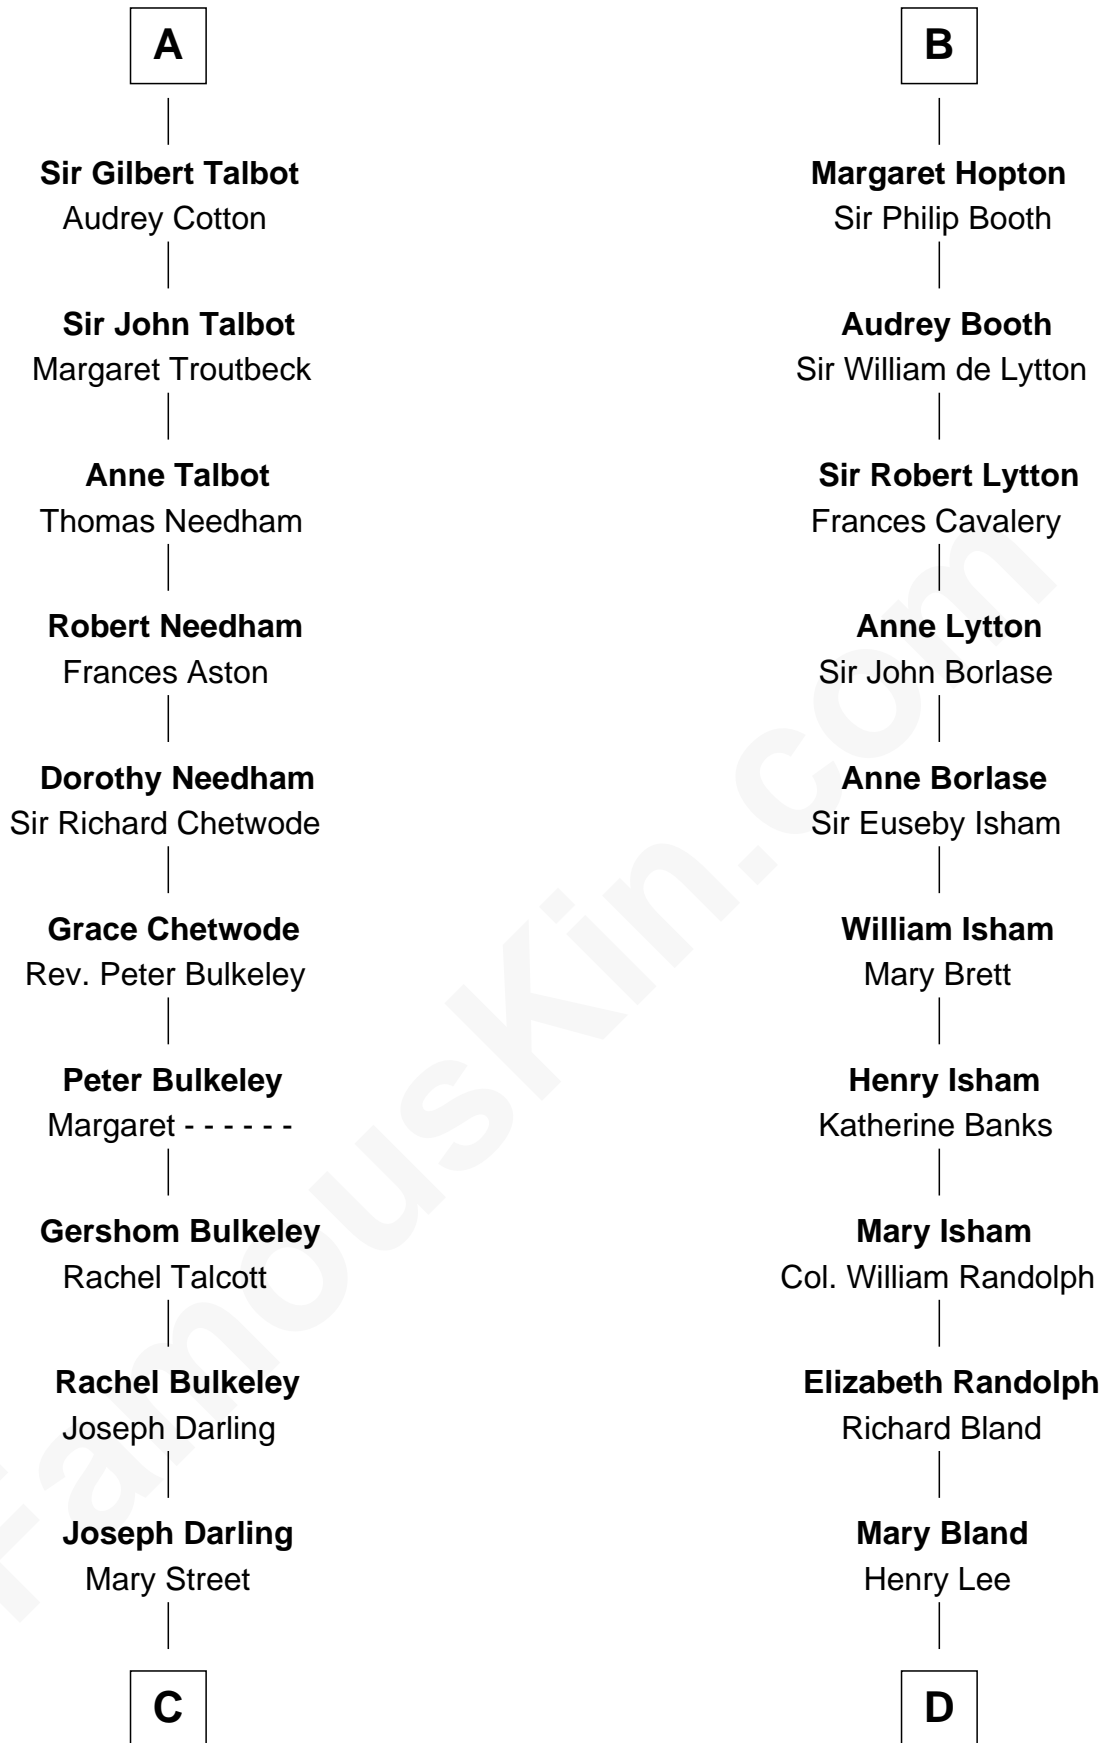 A
Sir Gilbert Talbot
Audrey Cotton
Sir John Talbot
Margaret Troutbeck
Anne Talbot
Thomas Needham
Robert Needham
Frances Aston
Dorothy Needham
Sir Richard Chetwode
Grace Chetwode
Rev. Peter Bulkeley
Peter Bulkeley
Margaret - - - - - -
Gershom Bulkeley
Rachel Talcott
Rachel Bulkeley
Joseph Darling
Joseph Darling
Mary Street
C
B
Margaret Hopton
Sir Philip Booth
Audrey Booth
Sir William de Lytton
Sir Robert Lytton
Frances Cavalery
Anne Lytton
Sir John Borlase
Anne Borlase
Sir Euseby Isham
William Isham
Mary Brett
Henry Isham
Katherine Banks
Mary Isham
Col. William Randolph
Elizabeth Randolph
Richard Bland
Mary Bland
Henry Lee
D
FamousKin.com